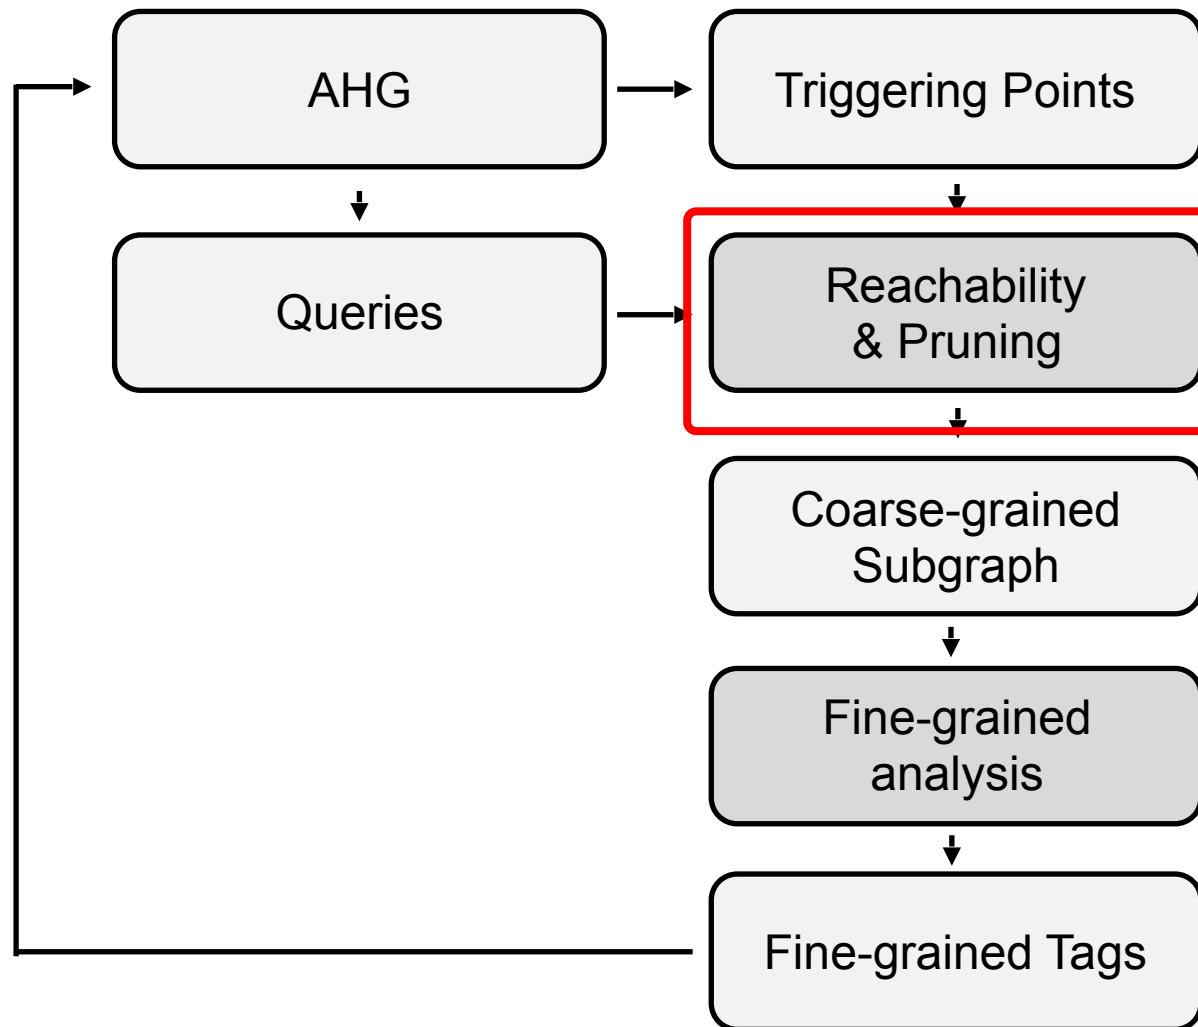 AHG
Triggering Points
Queries
Reachability
& Pruning
Coarse-grained
Subgraph
Fine-grained
analysis
Fine-grained Tags